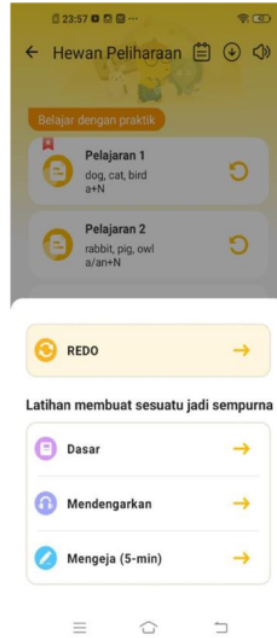 23:57
Hewan Peliharaan
Belajar dengan praktik
Pelajaran 1
dog, cat, bird
a+N
Pelajaran 2
rabbit, pig, owl
a/an+N
REDO
Latihan membuat sesuatu jadi sempurna
Dasar
Mendengarkan
Mengeja (5-min)